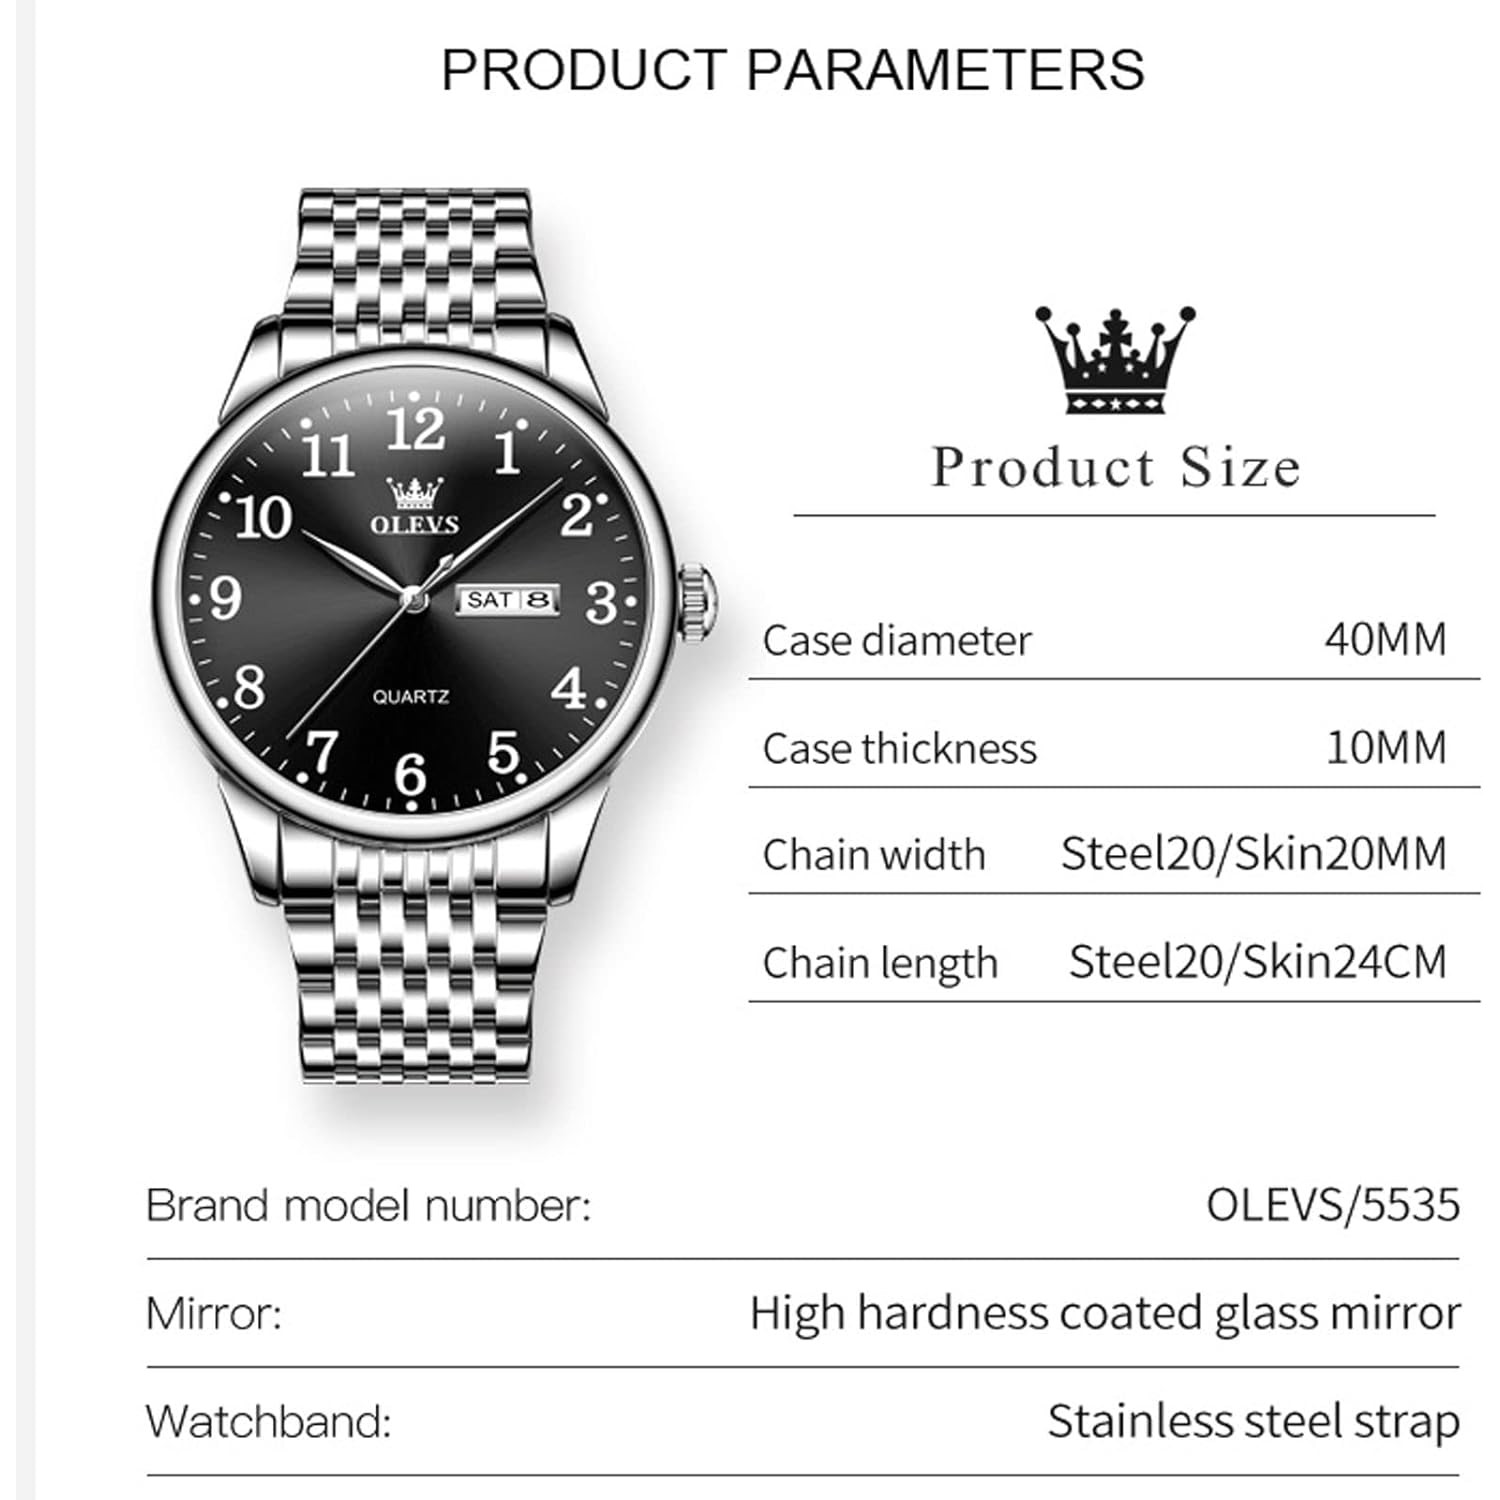 PRODUCT PARAMETERS
12
11 1
OLEVS
10 2
9 SAT 8 3
8 QUARTZ 4
7 5
6
Product Size
Case diameter 40MM
Case thickness 10MM
Chain width Steel20/Skin20MM
Chain length Steel20/Skin24CM
Brand model number: OLEVS/5535
Mirror: High hardness coated glass mirror
Watchband: Stainless steel strap